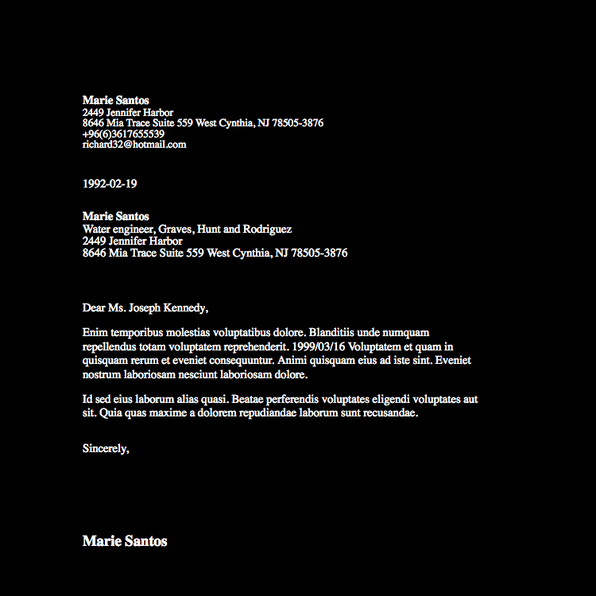 Marie Santos
2449 Jennifer Harbor
8646 Mia Trace Suite 559 West Cynthia, NJ 78505-3876
+96(6)3617655539
richard32@hotmail.com
1992-02-19
Marie Santos
Water engineer, Graves, Hunt and Rodriguez
2449 Jennifer Harbor
8646 Mia Trace Suite 559 West Cynthia, NJ 78505-3876
Dear Ms. Joseph Kennedy,
Enim temporibus molestias voluptatibus dolore. Blanditiis unde numquam
repellendus totam voluptatem reprehenderit. 1999/03/16 Voluptatem et quam in
quisquam rerum et eveniet consequuntur. Animi quisquam eius ad iste sint. Eveniet
nostrum laboriosam nesciunt laboriosam dolore.
Id sed eius laborum alias quasi. Beatae perferendis voluptates eligendi voluptates aut
sit. Quia quas maxime a dolorem repudiandae laborum sunt recusandae.
Sincerely,
Marie Santos